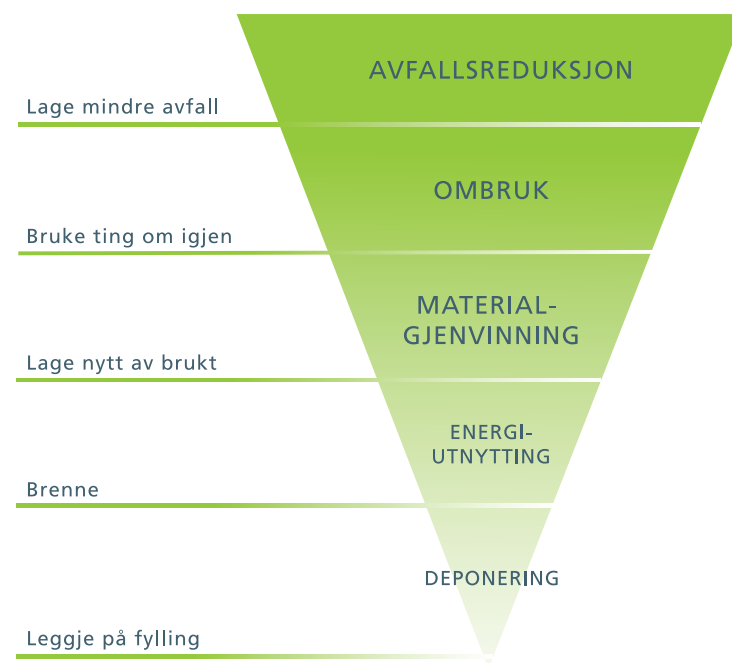 AVFALLSREDUKSJON
Lage mindre avfall
OMBRUK
Bruke ting om igjen
MATERIAL-
GJENVINNING
Lage nytt av brukt
ENERGI-
UTNYTTING
Brenne
DEPONERING
Leggje på fylling